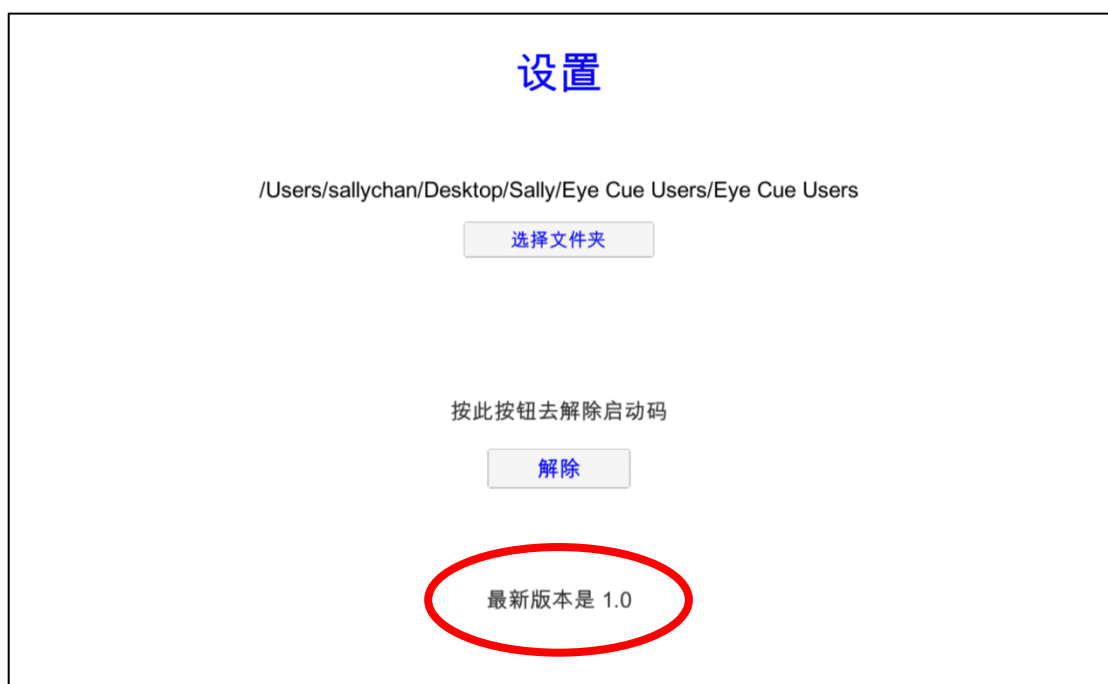 设置
/Users/sallychan/Desktop/Sally/Eye Cue Users/Eye Cue Users
选择文件夹
按此按钮去解除启动码
解除
最新版本是 1.0